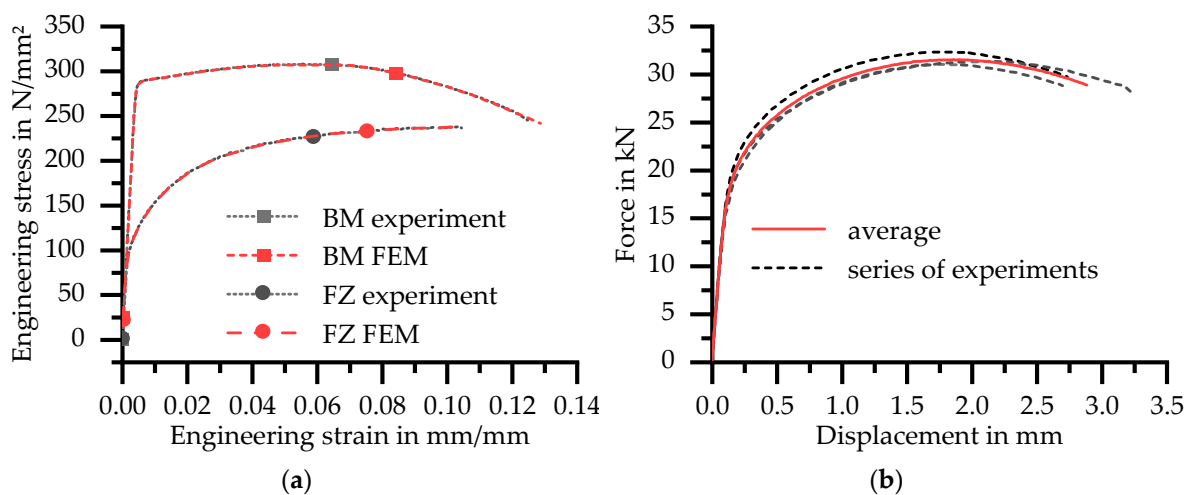 350
300
250
200
150
100
50
0
Engineering stress in N/mm²
BM experiment
BM FEM
FZ experiment
FZ FEM
0.00 0.02 0.04 0.06 0.08 0.10 0.12 0.14
Engineering strain in mm/mm
(a)
35
30
25
20
15
10
5
0
Force in kN
average
series of experiments
0.0 0.5 1.0 1.5 2.0 2.5 3.0 3.5
Displacement in mm
(b)